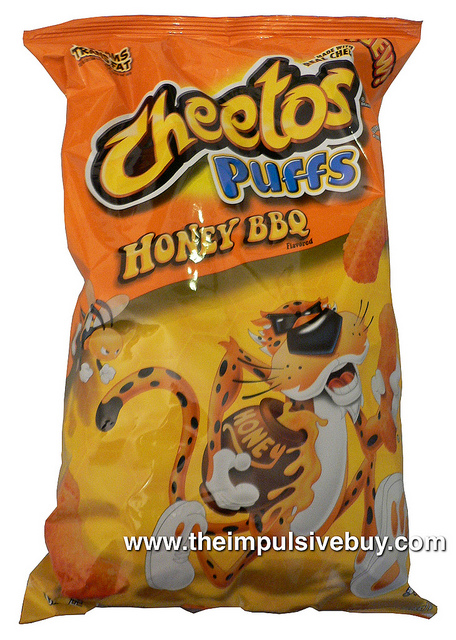 Cheetos
PUFFS
HONEY BBQ
Flavored
HONEY
www.theimpulsivebuy.com